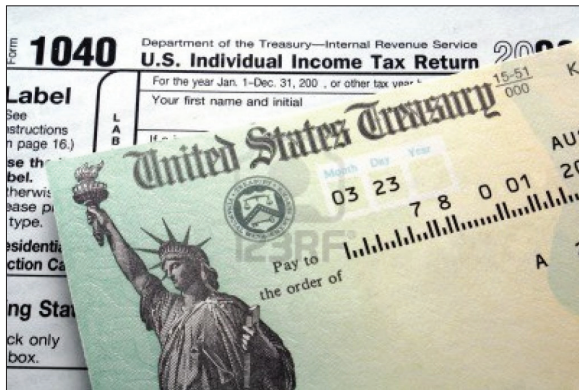 Form 1040
Department of the Treasury—Internal Revenue Service
U.S. Individual Income Tax Return
For the year Jan. 1–Dec. 31, 200 , or other tax year
Your first name and initial
Label
See
structions
n page 16.)
se the
bel.
therwis
ease p
type.
esidentia
ction Ca
ng Sta
ck only
box.
L
A
B
15-51
000
United States Treasury
Month Day Year
03 23
7 8 0 01 20
AU
K
Pay to
the order of
A
123RF